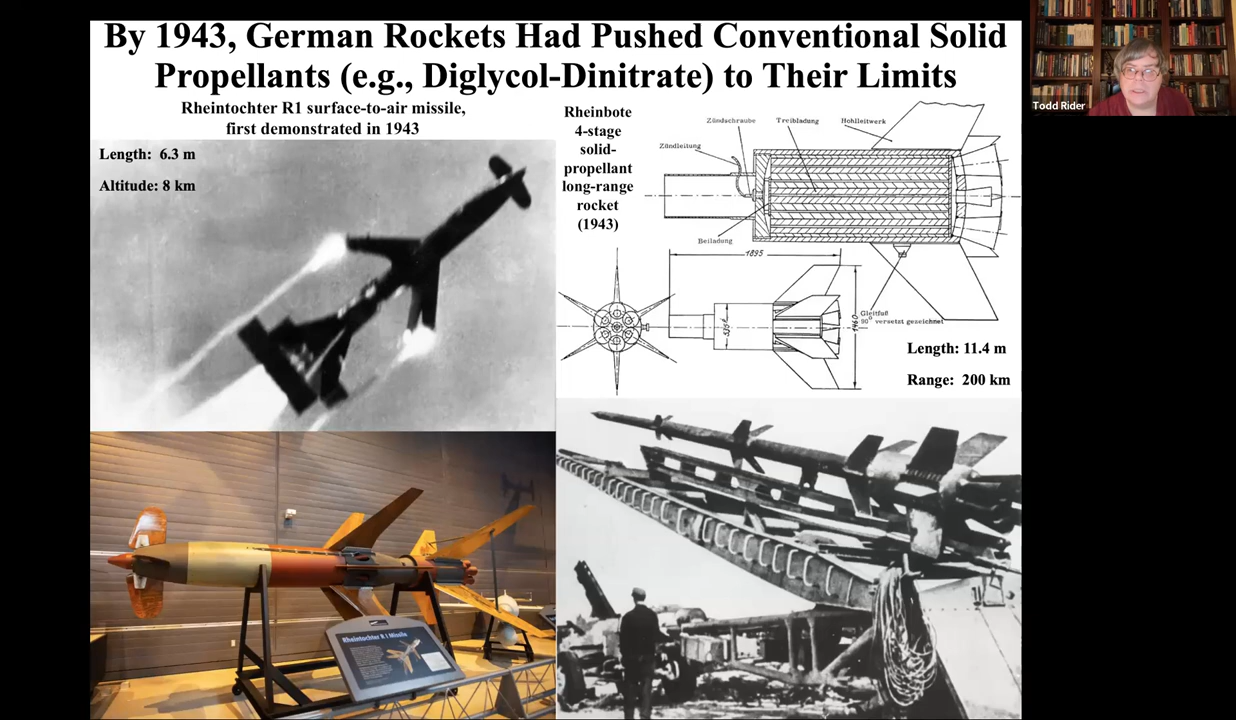 By 1943, German Rockets Had Pushed Conventional Solid
Propellants (e.g., Diglycol-Dinitrate) to Their Limits
Rheintochter R1 surface-to-air missile,
first demonstrated in 1943
Length: 6.3 m
Altitude: 8 km
Rheinbote
4-stage
solid-
propellant
long-range
rocket
(1943)
Zündschraube
Treibladung
Hohlleitwerk
Zündleitung
Beiladung
1895
1460
Gleitfuß
90° versetzt gezeichnet
Length: 11.4 m
Range: 200 km
Rheintochter R I Missile
Todd Rider